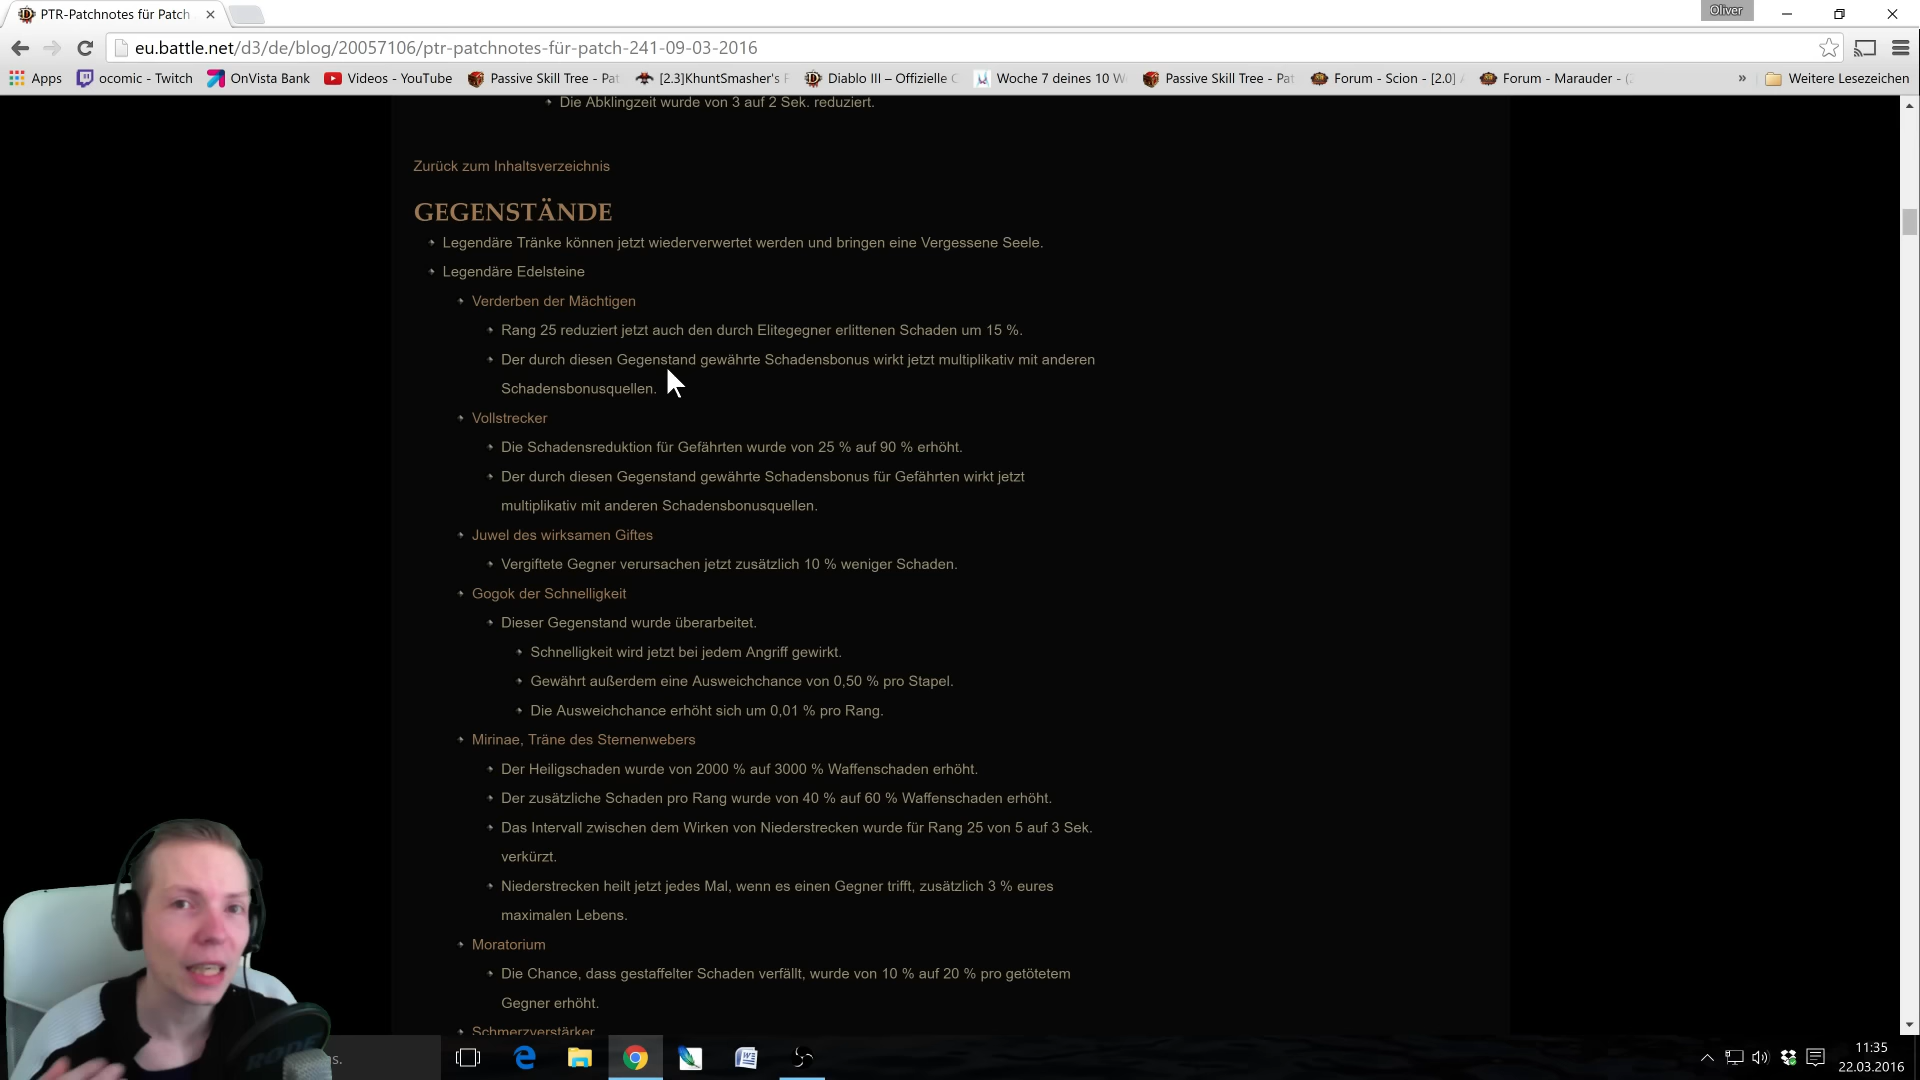 PTR-Patchnotes für Patch
Oliver
eu.battle.net/d3/de/blog/20057106/ptr-patchnotes-für-patch-241-09-03-2016
Apps ocomic - Twitch OnVista Bank Videos - YouTube Passive Skill Tree - Pat [2.3]KhuntSmasher's Diablo III – Offizielle Woche 7 deines 10 W Passive Skill Tree - Pat Forum - Scion - [2.0] Forum - Marauder - » Weitere Lesezeichen
Die Abklingzeit wurde von 3 auf 2 Sek. reduziert.
Zurück zum Inhaltsverzeichnis
GEGENSTÄNDE
Legendäre Tränke können jetzt wiederverwertet werden und bringen eine Vergessene Seele.
Legendäre Edelsteine
Verderben der Mächtigen
Rang 25 reduziert jetzt auch den durch Elitegegner erlittenen Schaden um 15 %.
Der durch diesen Gegenstand gewährte Schadensbonus wirkt jetzt multiplikativ mit anderen
Schadensbonusquellen.
Vollstrecker
Die Schadensreduktion für Gefährten wurde von 25 % auf 90 % erhöht.
Der durch diesen Gegenstand gewährte Schadensbonus für Gefährten wirkt jetzt
multiplikativ mit anderen Schadensbonusquellen.
Juwel des wirksamen Giftes
Vergiftete Gegner verursachen jetzt zusätzlich 10 % weniger Schaden.
Gogok der Schnelligkeit
Dieser Gegenstand wurde überarbeitet.
Schnelligkeit wird jetzt bei jedem Angriff gewirkt.
Gewährt außerdem eine Ausweichchance von 0,50 % pro Stapel.
Die Ausweichchance erhöht sich um 0,01 % pro Rang.
Mirinae, Träne des Sternenwebers
Der Heiligschaden wurde von 2000 % auf 3000 % Waffenschaden erhöht.
Der zusätzliche Schaden pro Rang wurde von 40 % auf 60 % Waffenschaden erhöht.
Das Intervall zwischen dem Wirken von Niederstrecken wurde für Rang 25 von 5 auf 3 Sek.
verkürzt.
Niederstrecken heilt jetzt jedes Mal, wenn es einen Gegner trifft, zusätzlich 3 % eures
maximalen Lebens.
Moratorium
Die Chance, dass gestaffelter Schaden verfällt, wurde von 10 % auf 20 % pro getötetem
Gegner erhöht.
Schmerzverstärker
RODE
11:35
22.03.2016